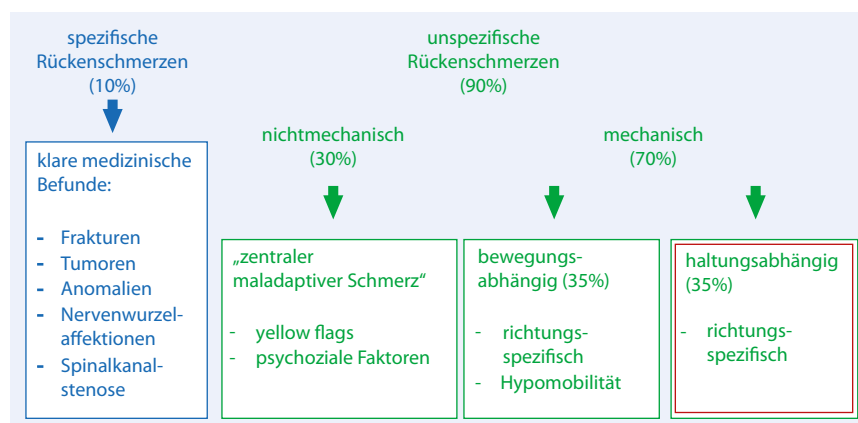 spezifische
Rückenschmerzen
(10%)
unspezifische
Rückenschmerzen
(90%)
nichtmechanisch
(30%)
mechanisch
(70%)
klare medizinische
Befunde:
- Frakturen
- Tumoren
- Anomalien
- Nervenwurzel-
affektionen
- Spinalkanal-
stenose
„zentraler
maladaptiver Schmerz“
- yellow flags
- psychoziale Faktoren
bewegungs-
abhängig (35%)
- richtungs-
spezifisch
- Hypomobilität
haltungsabhängig
(35%)
- richtungs-
spezifisch